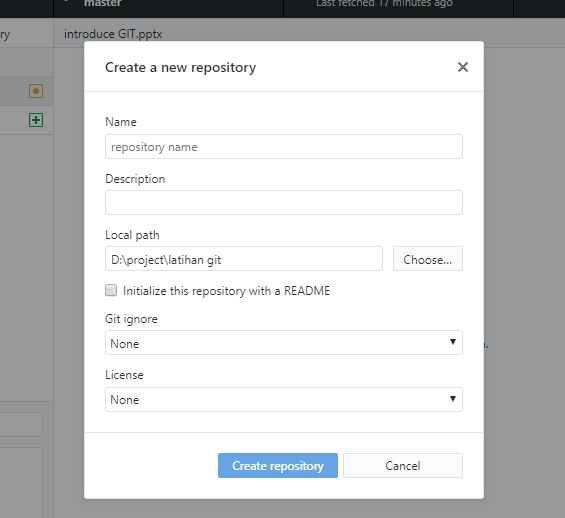 master
Last fetched 17 minutes ago
ry
introduce GIT.pptx
Create a new repository
Name
repository name
Description
Local path
D:\project\latihan git
Choose...
Initialize this repository with a README
Git ignore
None
License
None
Create repository
Cancel